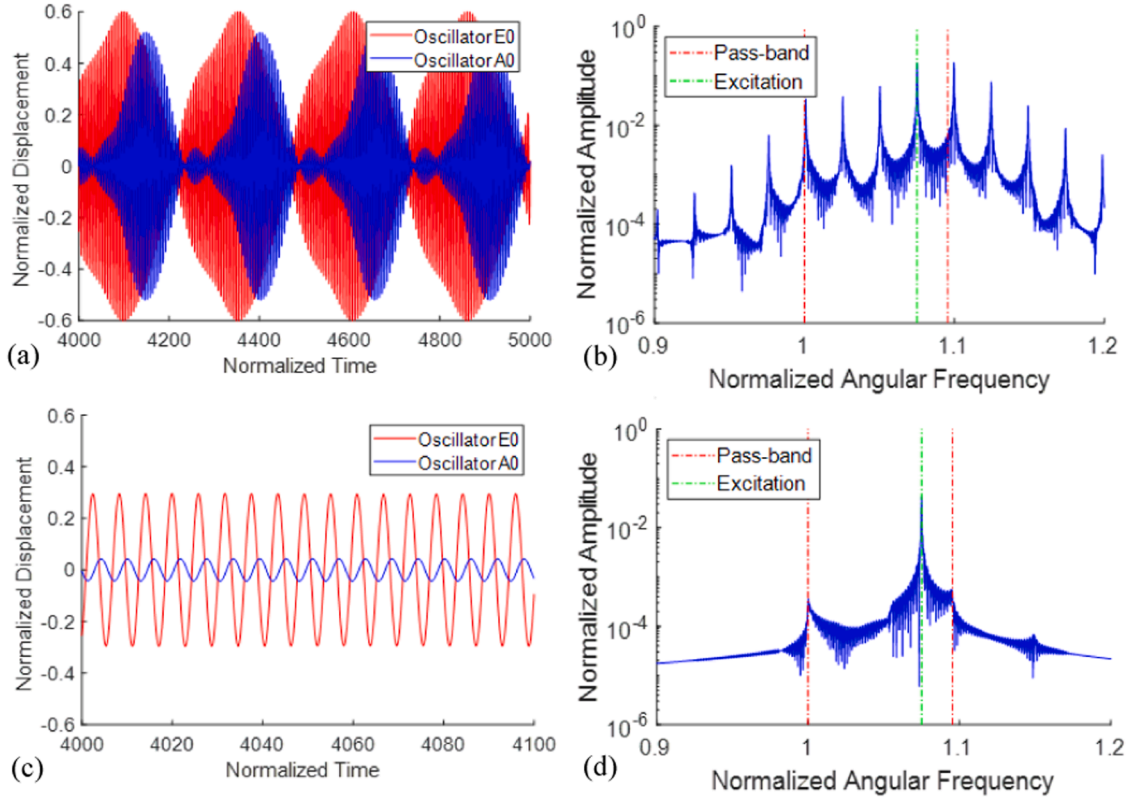 0.6
0.4
0.2
0
-0.2
-0.4
-0.6
Normalized Displacement
Oscillator E0
Oscillator A0
4000 4200 4400 4600 4800 5000
Normalized Time
(a)
10^0
10^-2
10^-4
10^-6
Normalized Amplitude
Pass-band
Excitation
0.9 1 1.1 1.2
Normalized Angular Frequency
(b)
0.6
0.4
0.2
0
-0.2
-0.4
-0.6
Normalized Displacement
Oscillator E0
Oscillator A0
4000 4020 4040 4060 4080 4100
Normalized Time
(c)
10^0
10^-2
10^-4
10^-6
Normalized Amplitude
Pass-band
Excitation
0.9 1 1.1 1.2
Normalized Angular Frequency
(d)